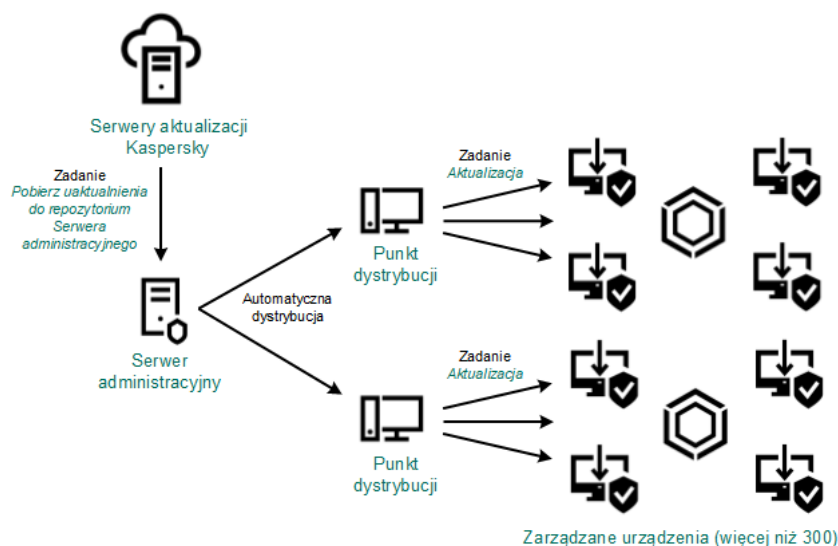 Serwery aktualizacji
Kaspersky
Zadanie
Pobierz uaktualnienia
do repozytorium
Serwera
administracyjnego
Serwer
administracyjny
Automatyczna
dystrybucja
Punkt
dystrybucji
Zadanie
Aktualizacja
Punkt
dystrybucji
Zadanie
Aktualizacja
Zarządzane urządzenia (więcej niż 300)